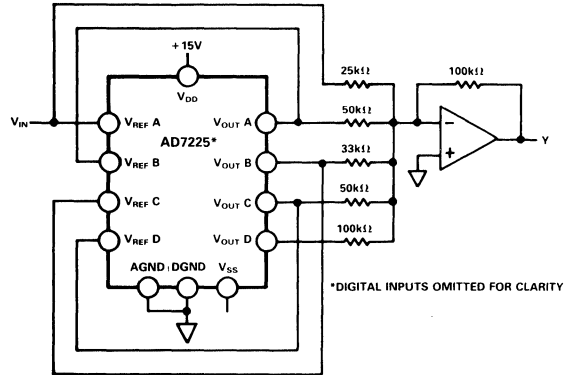 +15V
25kΩ
100kΩ
V_DD
V_IN
V_REF A
V_OUT A
50kΩ
AD7225*
−
+
Y
V_REF B
V_OUT B
33kΩ
V_REF C
V_OUT C
50kΩ
V_REF D
V_OUT D
100kΩ
AGND
DGND
V_SS
*DIGITAL INPUTS OMITTED FOR CLARITY